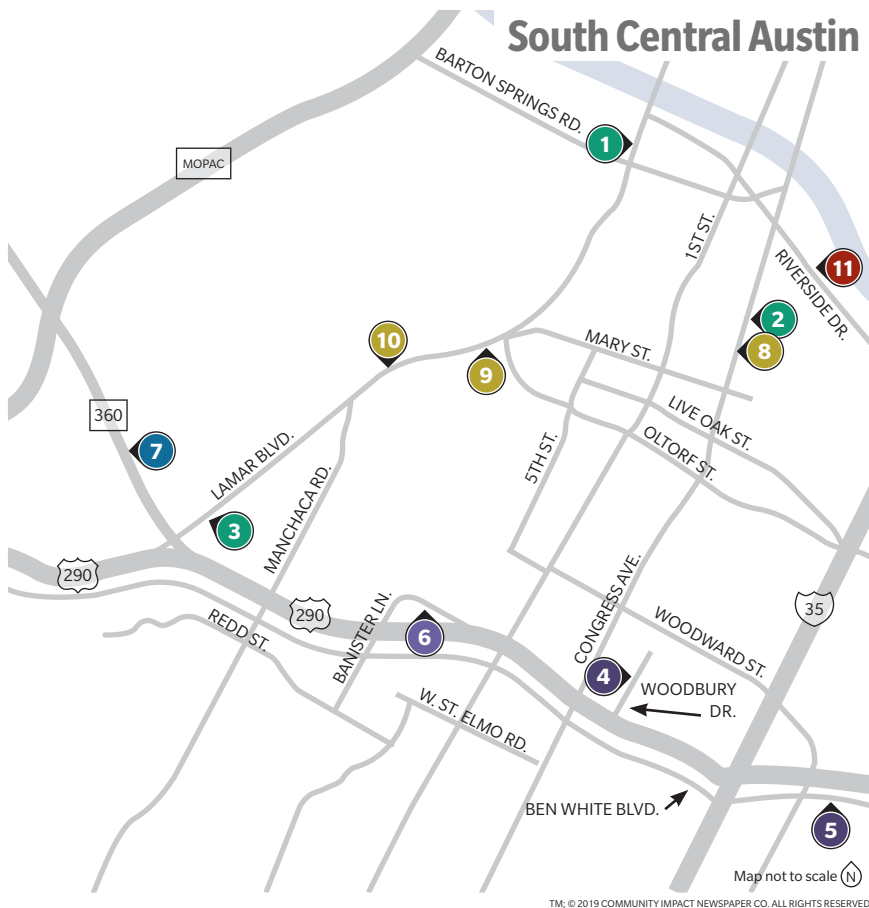 South Central Austin
BARTON SPRINGS RD.
1
MOPAC
1ST ST.
RIVERSIDE DR.
11
2
8
10
9
MARY ST.
360
7
LAMAR BLVD.
LIVE OAK ST.
OLTORF ST.
5TH ST.
3
MANCHACA RD.
290
290
REDD ST.
BANISTER LN.
6
CONGRESS AVE.
35
WOODWARD ST.
4
WOODBURY
DR.
W. ST. ELMO RD.
BEN WHITE BLVD.
5
Map not to scale N
TM; © 2019 COMMUNITY IMPACT NEWSPAPER CO. ALL RIGHTS RESERVED